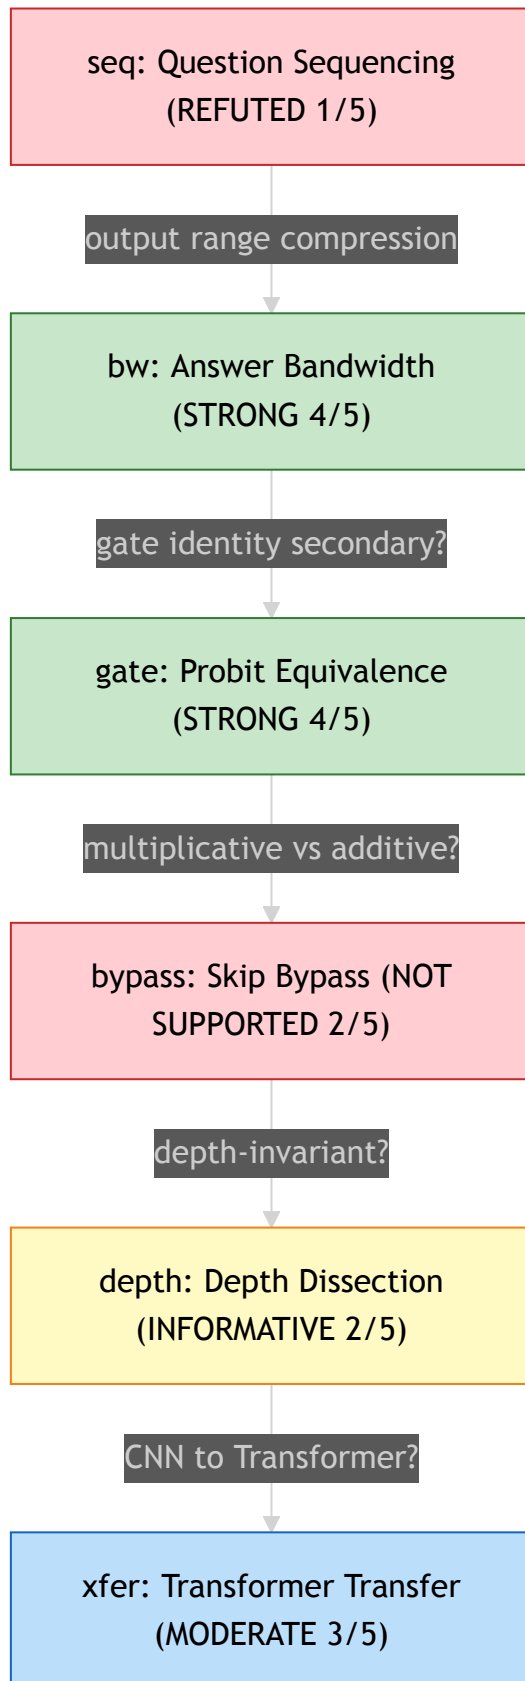 seq: Question Sequencing
(REFUTED 1/5)
output range compression
bw: Answer Bandwidth
(STRONG 4/5)
gate identity secondary?
gate: Probit Equivalence
(STRONG 4/5)
multiplicative vs additive?
bypass: Skip Bypass (NOT
SUPPORTED 2/5)
depth-invariant?
depth: Depth Dissection
(INFORMATIVE 2/5)
CNN to Transformer?
xfer: Transformer Transfer
(MODERATE 3/5)